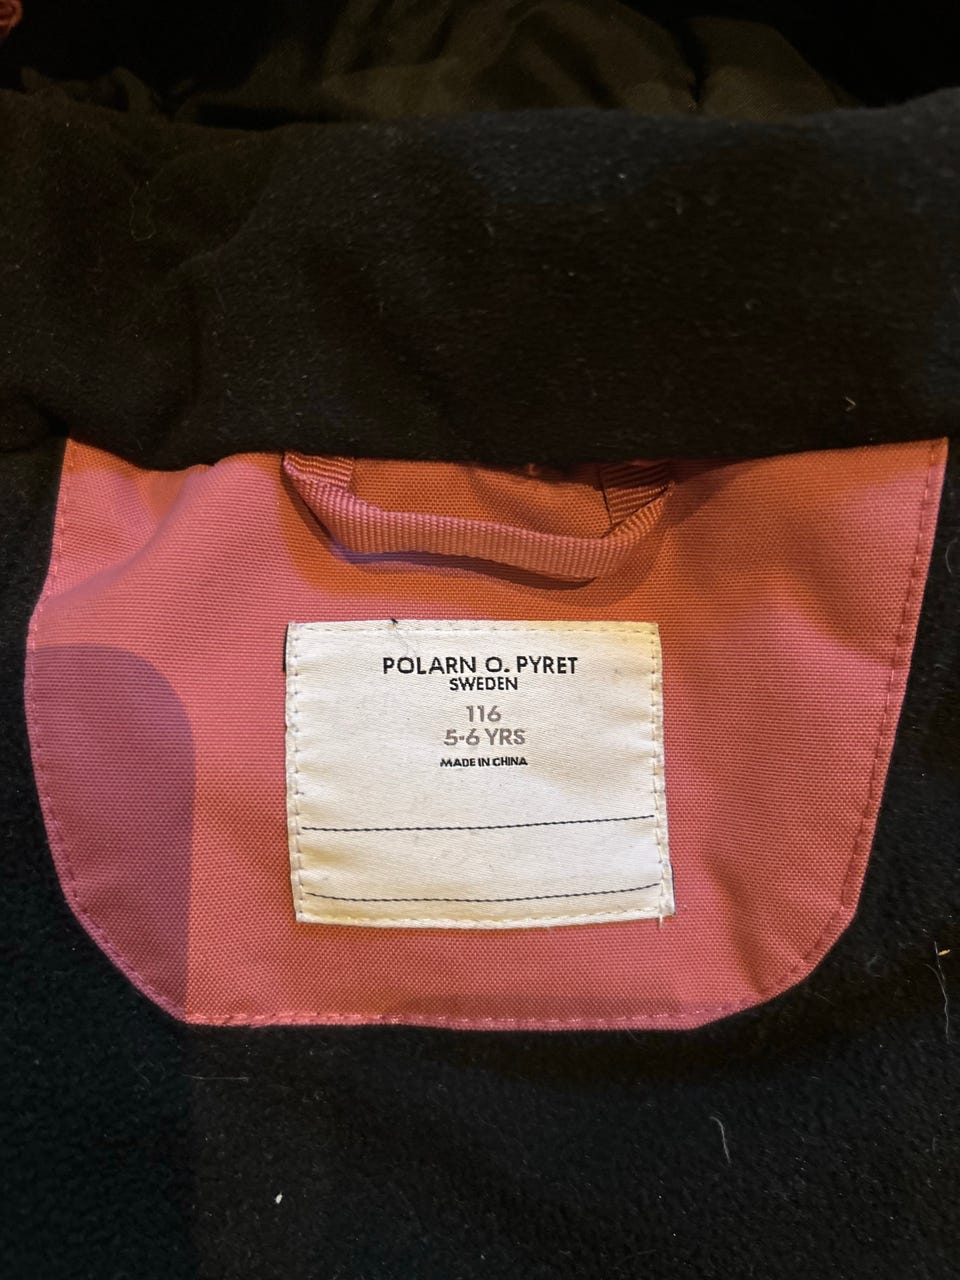 POLARN O. PYRET
SWEDEN
116
5-6 YRS
MADE IN CHINA